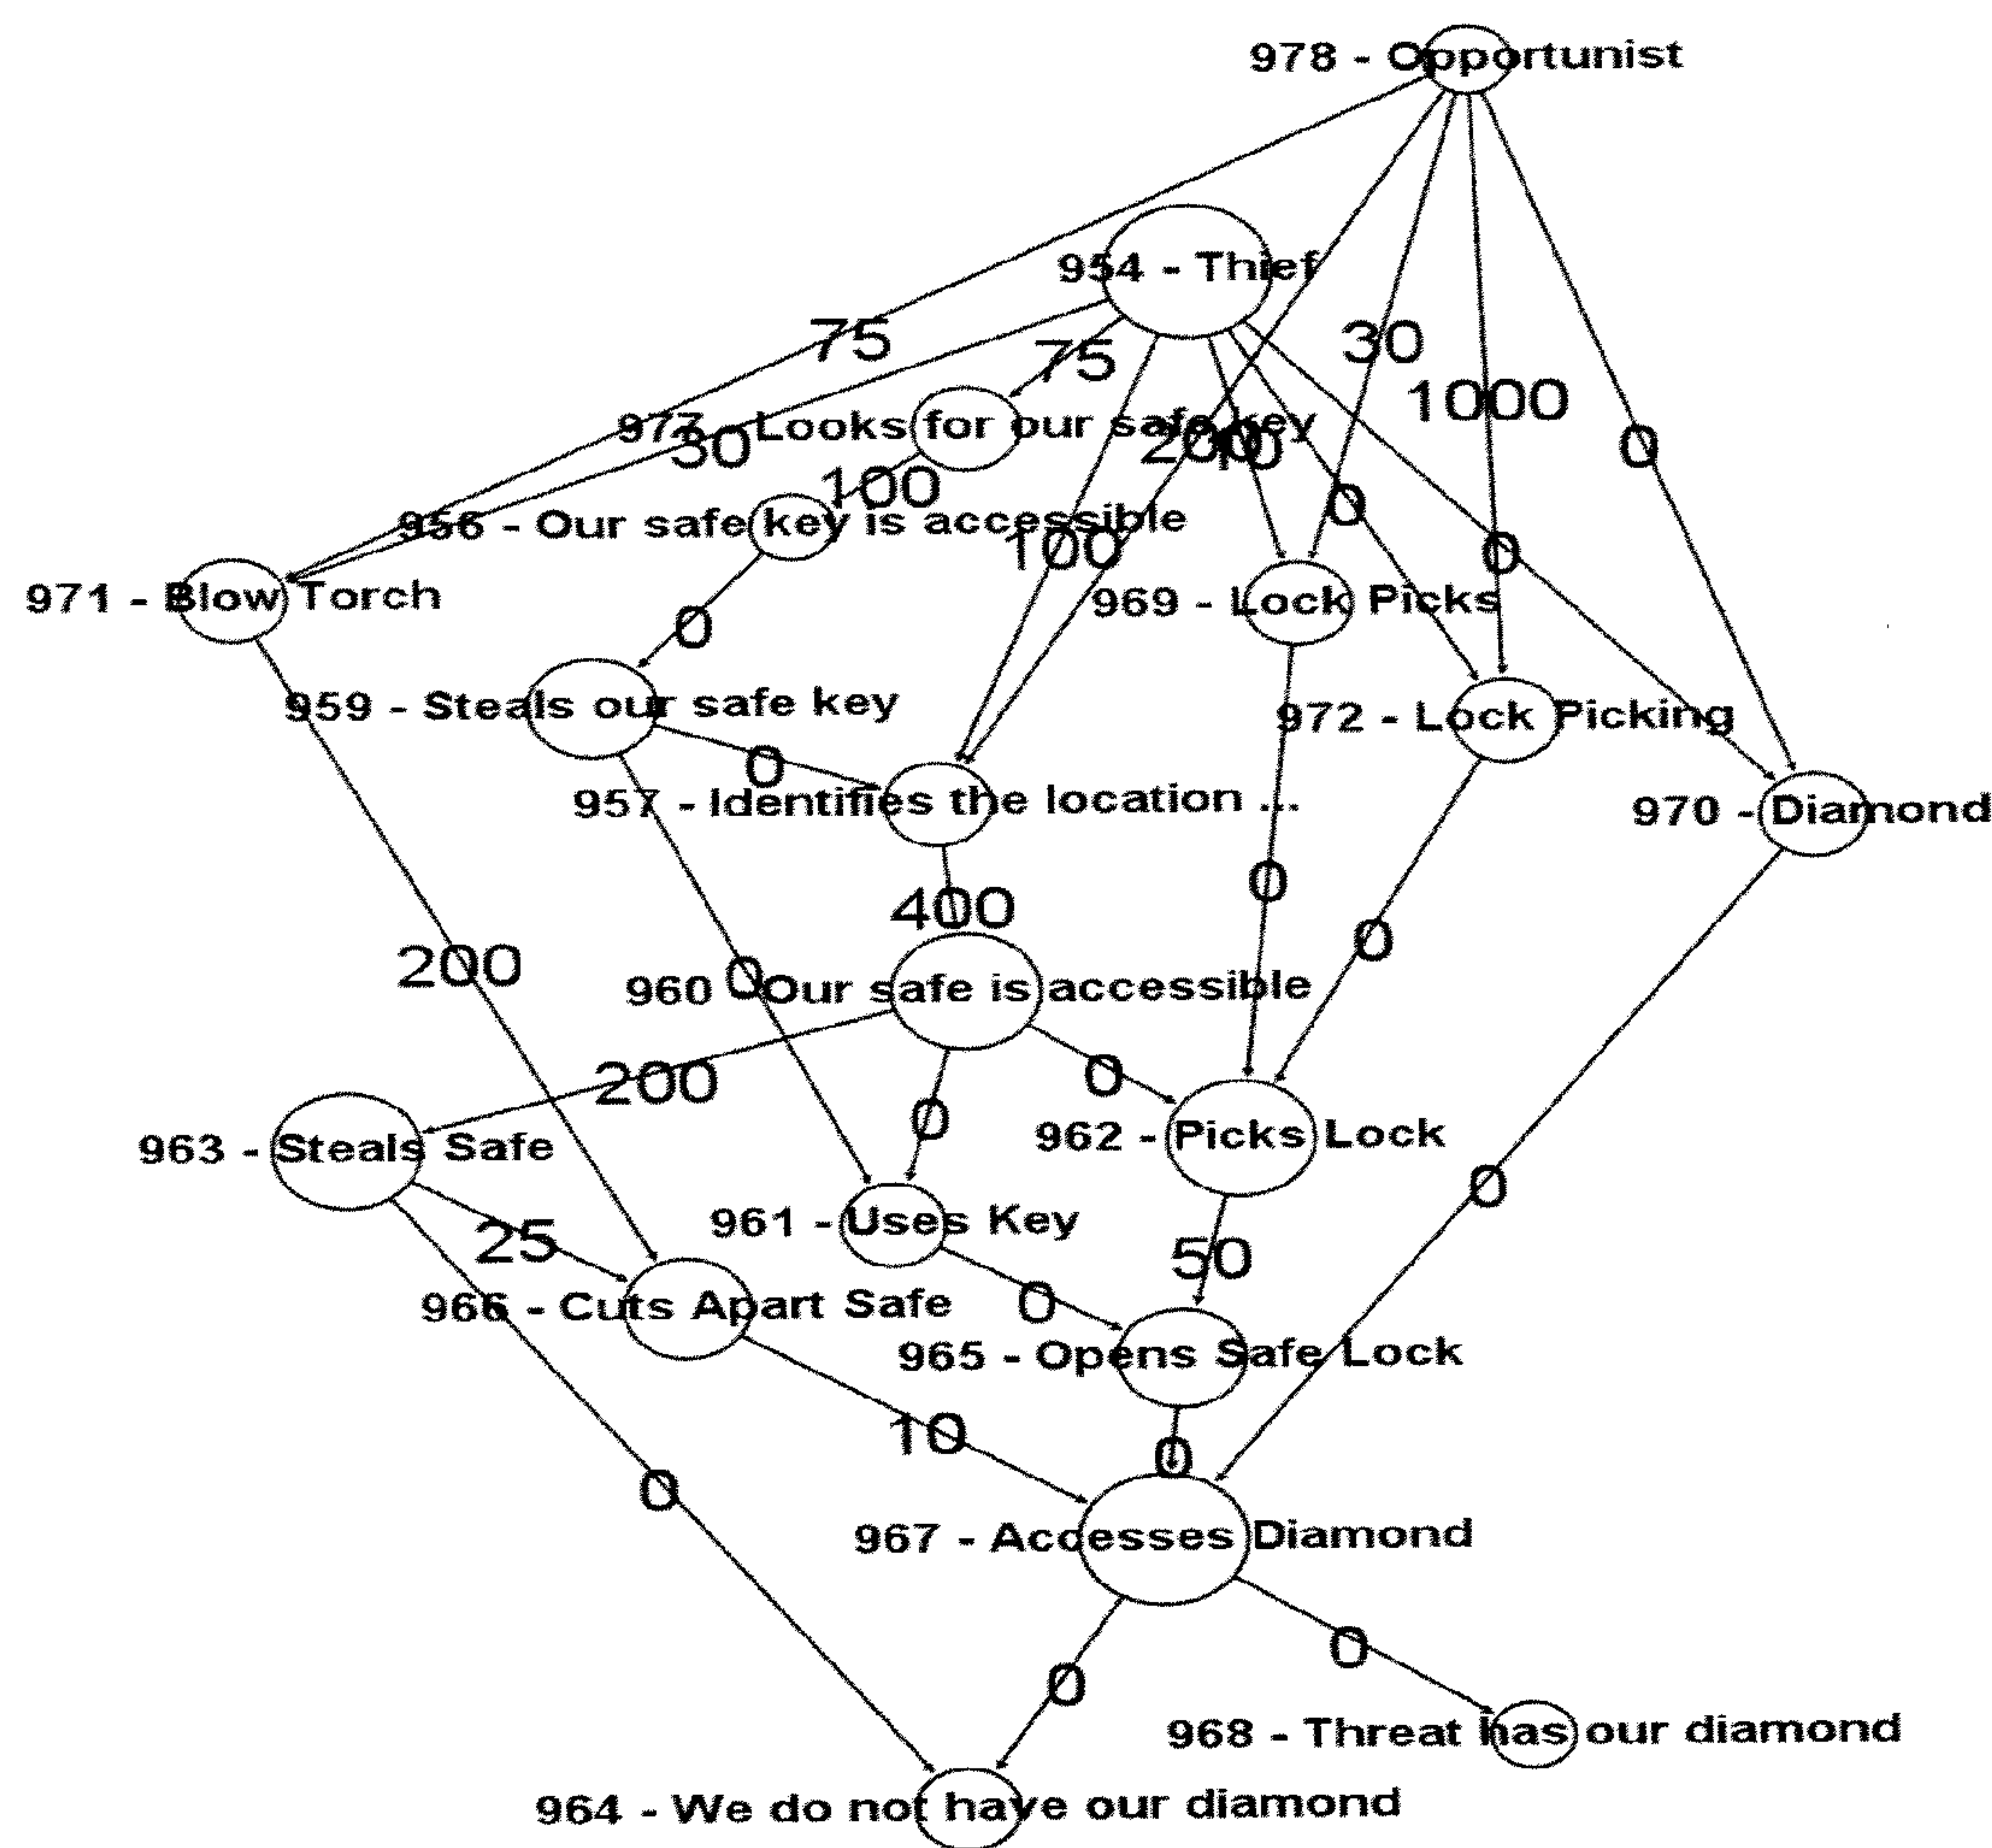 978 - Opportunist
954 - Thief
75
75
30
1000
977 - Looks for our safe key
30
200
0
100
956 - Our safe key is accessible
0
100
0
971 - Blow Torch
969 - Lock Picks
0
959 - Steals our safe key
972 - Lock Picking
0
957 - Identifies the location ...
970 - Diamond
0
400
0
200
0
960
Our safe is accessible
200
0
0
962 - Picks Lock
963 - Steals Safe
0
961 - Uses Key
25
50
966 - Cuts Apart Safe
0
965 - Opens Safe Lock
10
0
0
967 - Accesses Diamond
0
0
968 - Threat has our diamond
964 - We do not have our diamond